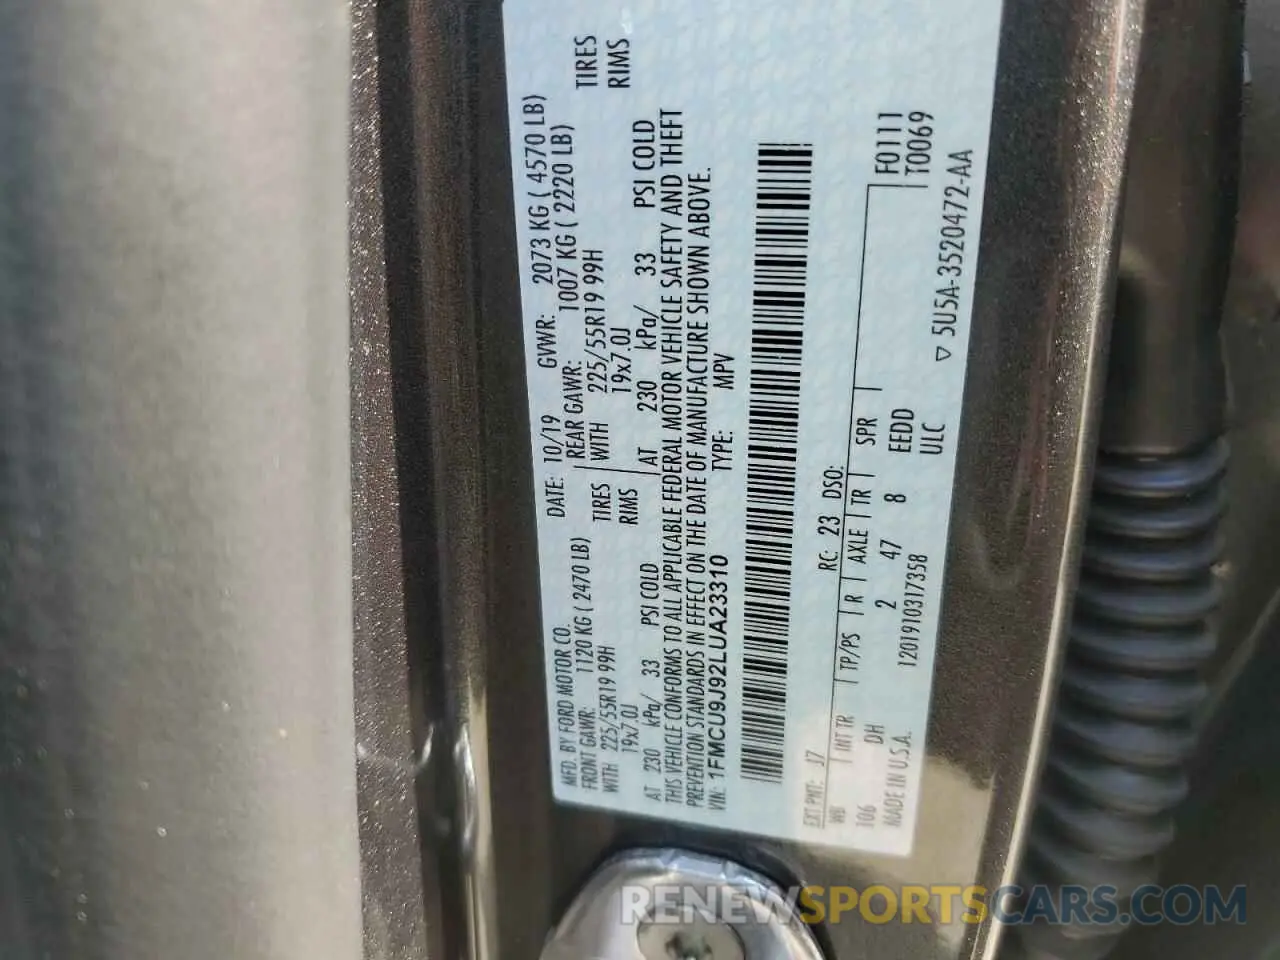 MFD. BY FORD MOTOR CO.
DATE: 10/19 GVWR: 2073 KG ( 4570 LB)
FRONT GAWR: 1120 KG ( 2470 LB) REAR GAWR: 1007 KG ( 2220 LB)
WITH 225/55R19 99H TIRES WITH 225/55R19 99H TIRES
19x7.0J RIMS 19x7.0J RIMS
AT 230 kPa/ 33 PSI COLD AT 230 kPa/ 33 PSI COLD
THIS VEHICLE CONFORMS TO ALL APPLICABLE FEDERAL MOTOR VEHICLE SAFETY AND THEFT
PREVENTION STANDARDS IN EFFECT ON THE DATE OF MANUFACTURE SHOWN ABOVE.
VIN: 1FMCU9J92LUA23310 TYPE: MPV
EXT PNT: J7 RC: 23 DSO:
WB INT TR TP/PS R AXLE TR SPR F0111
106 DH 2 47 8 EEDD T0069
MADE IN U.S.A. 120191031７358 ULC
▽ 5U5A-3520472-AA
RENEWSPORTSCARS.COM